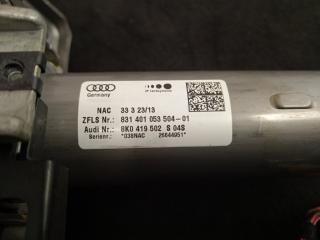 Germany
NAC 33 3 23/13
ZFLS Nr.: 831 401 053 504-01
Audi Nr.: 8K0 419 502 S 04S
Seriennr.: *038NAC 26644951*